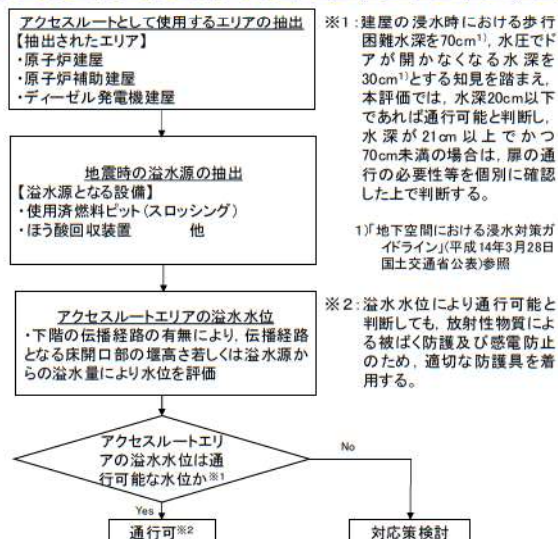 アクセスルートとして使用するエリアの抽出
【抽出されたエリア】
・原子炉建屋
・原子炉補助建屋
・ディーゼル発電機建屋
地震時の溢水源の抽出
【溢水源となる設備】
・使用済燃料ピット(スロッシング)
・ほう酸回収装置　　他
アクセスルートエリアの溢水水位
・下階の伝播経路の有無により，伝播経路
となる床開口部の堰高さ若しくは溢水源か
らの溢水量により水位を評価
アクセスルートエリ
アの溢水水位は通
行可能な水位か※1
No
Yes
通行可※2
対応策検討
※1：建屋の浸水時における歩行
困難水深を70cm1)，水圧でド
アが開かなくなる水深を
30cm1)とする知見を踏まえ，
本評価では，水深20cm以下
であれば通行可能と判断し，
水深が21cm以上でかつ
70cm未満の場合は，扉の通
行の必要性等を個別に確認
した上で判断する。
1)｢地下空間における浸水対策ガ
イドライン｣(平成14年3月28日
国土交通省公表)参照
※2：溢水水位により通行可能と
判断しても，放射性物質によ
る被ばく防護及び感電防止
のため，適切な防護具を着
用する。